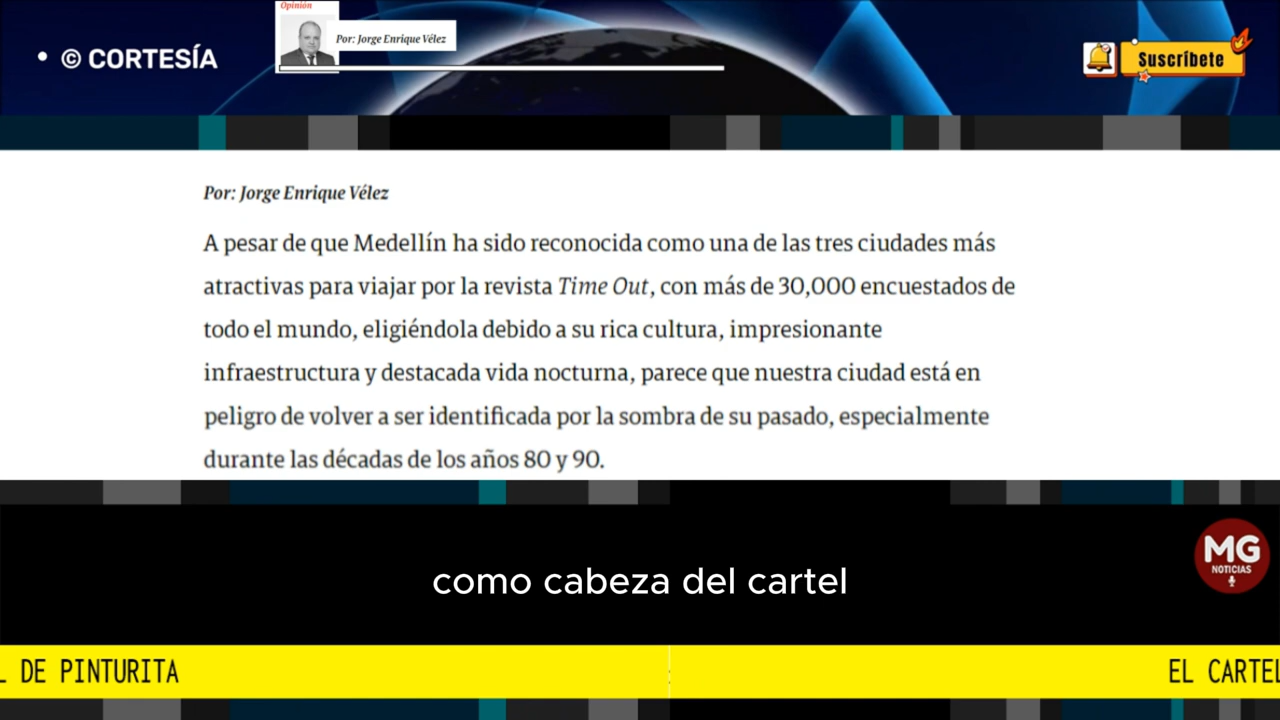 Opinión
Por: Jorge Enrique Vélez
• © CORTESÍA
Suscríbete
Por: Jorge Enrique Vélez
A pesar de que Medellín ha sido reconocida como una de las tres ciudades más
atractivas para viajar por la revista Time Out, con más de 30,000 encuestados de
todo el mundo, eligiéndola debido a su rica cultura, impresionante
infraestructura y destacada vida nocturna, parece que nuestra ciudad está en
peligro de volver a ser identificada por la sombra de su pasado, especialmente
durante las décadas de los años 80 y 90.
MG
NOTICIAS
como cabeza del cartel
L DE PINTURITA
EL CARTEL